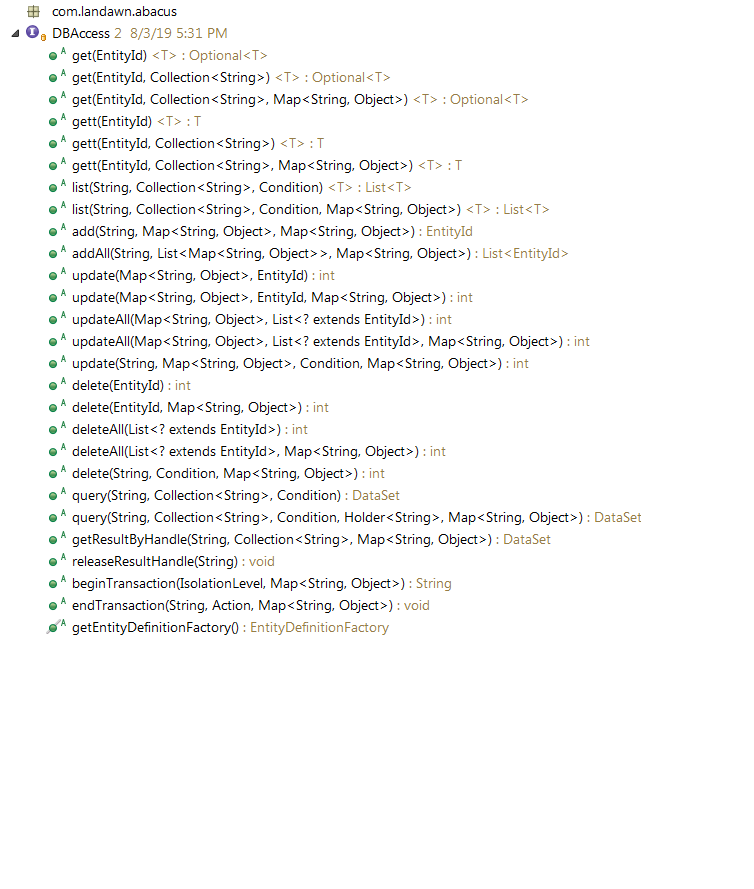 com.landawn.abacus
DBAccess 2 8/3/19 5:31 PM
get(EntityId) <T> : Optional<T>
get(EntityId, Collection<String>) <T> : Optional<T>
get(EntityId, Collection<String>, Map<String, Object>) <T> : Optional<T>
gett(EntityId) <T> : T
gett(EntityId, Collection<String>) <T> : T
gett(EntityId, Collection<String>, Map<String, Object>) <T> : T
list(String, Collection<String>, Condition) <T> : List<T>
list(String, Collection<String>, Condition, Map<String, Object>) <T> : List<T>
add(String, Map<String, Object>, Map<String, Object>) : EntityId
addAll(String, List<Map<String, Object>>, Map<String, Object>) : List<EntityId>
update(Map<String, Object>, EntityId) : int
update(Map<String, Object>, EntityId, Map<String, Object>) : int
updateAll(Map<String, Object>, List<? extends EntityId>) : int
updateAll(Map<String, Object>, List<? extends EntityId>, Map<String, Object>) : int
update(String, Map<String, Object>, Condition, Map<String, Object>) : int
delete(EntityId) : int
delete(EntityId, Map<String, Object>) : int
deleteAll(List<? extends EntityId>) : int
deleteAll(List<? extends EntityId>, Map<String, Object>) : int
delete(String, Condition, Map<String, Object>) : int
query(String, Collection<String>, Condition) : DataSet
query(String, Collection<String>, Condition, Holder<String>, Map<String, Object>) : DataSet
getResultByHandle(String, Collection<String>, Map<String, Object>) : DataSet
releaseResultHandle(String) : void
beginTransaction(IsolationLevel, Map<String, Object>) : String
endTransaction(String, Action, Map<String, Object>) : void
getEntityDefinitionFactory() : EntityDefinitionFactory